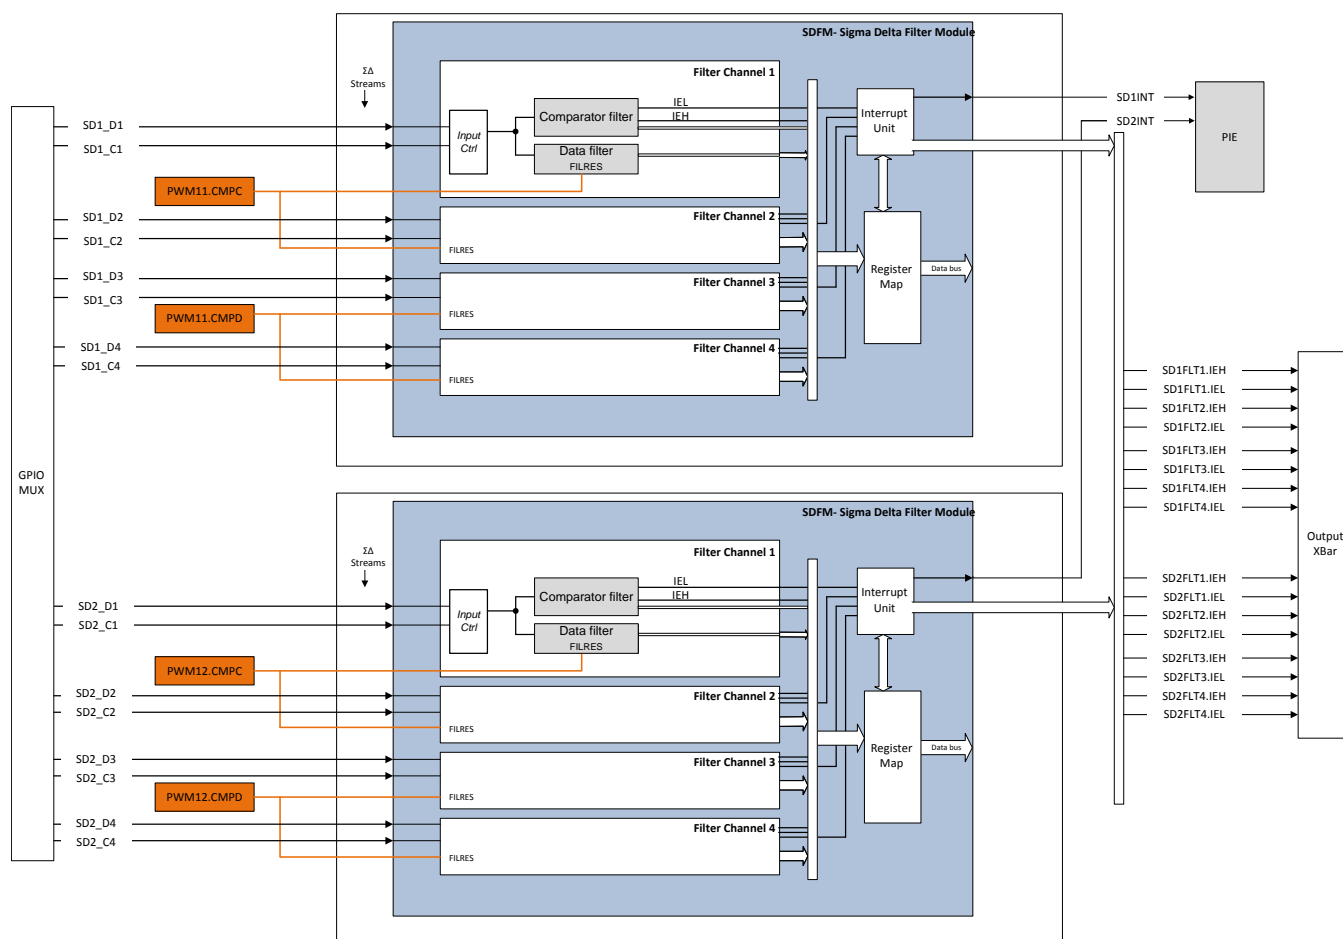 SDFM- Sigma Delta Filter Module
ΣΔ
Streams
Filter Channel 1
SD1_D1
SD1_C1
Input
Ctrl
Comparator filter
IEL
IEH
Data filter
FILRES
Interrupt
Unit
SD1INT
SD2INT
PIE
PWM11.CMPC
SD1_D2
SD1_C2
Filter Channel 2
FILRES
SD1_D3
SD1_C3
Filter Channel 3
FILRES
PWM11.CMPD
Register
Map
Data bus
SD1_D4
SD1_C4
Filter Channel 4
FILRES
GPIO
MUX
SD1FLT1.IEH
SD1FLT1.IEL
SD1FLT2.IEH
SD1FLT2.IEL
SD1FLT3.IEH
SD1FLT3.IEL
SD1FLT4.IEH
SD1FLT4.IEL
Output
XBar
SDFM- Sigma Delta Filter Module
ΣΔ
Streams
Filter Channel 1
SD2_D1
SD2_C1
Input
Ctrl
Comparator filter
IEL
IEH
Data filter
FILRES
Interrupt
Unit
PWM12.CMPC
SD2_D2
SD2_C2
Filter Channel 2
FILRES
SD2_D3
SD2_C3
Filter Channel 3
FILRES
PWM12.CMPD
Register
Map
Data bus
SD2_D4
SD2_C4
Filter Channel 4
FILRES
SD2FLT1.IEH
SD2FLT1.IEL
SD2FLT2.IEH
SD2FLT2.IEL
SD2FLT3.IEH
SD2FLT3.IEL
SD2FLT4.IEH
SD2FLT4.IEL